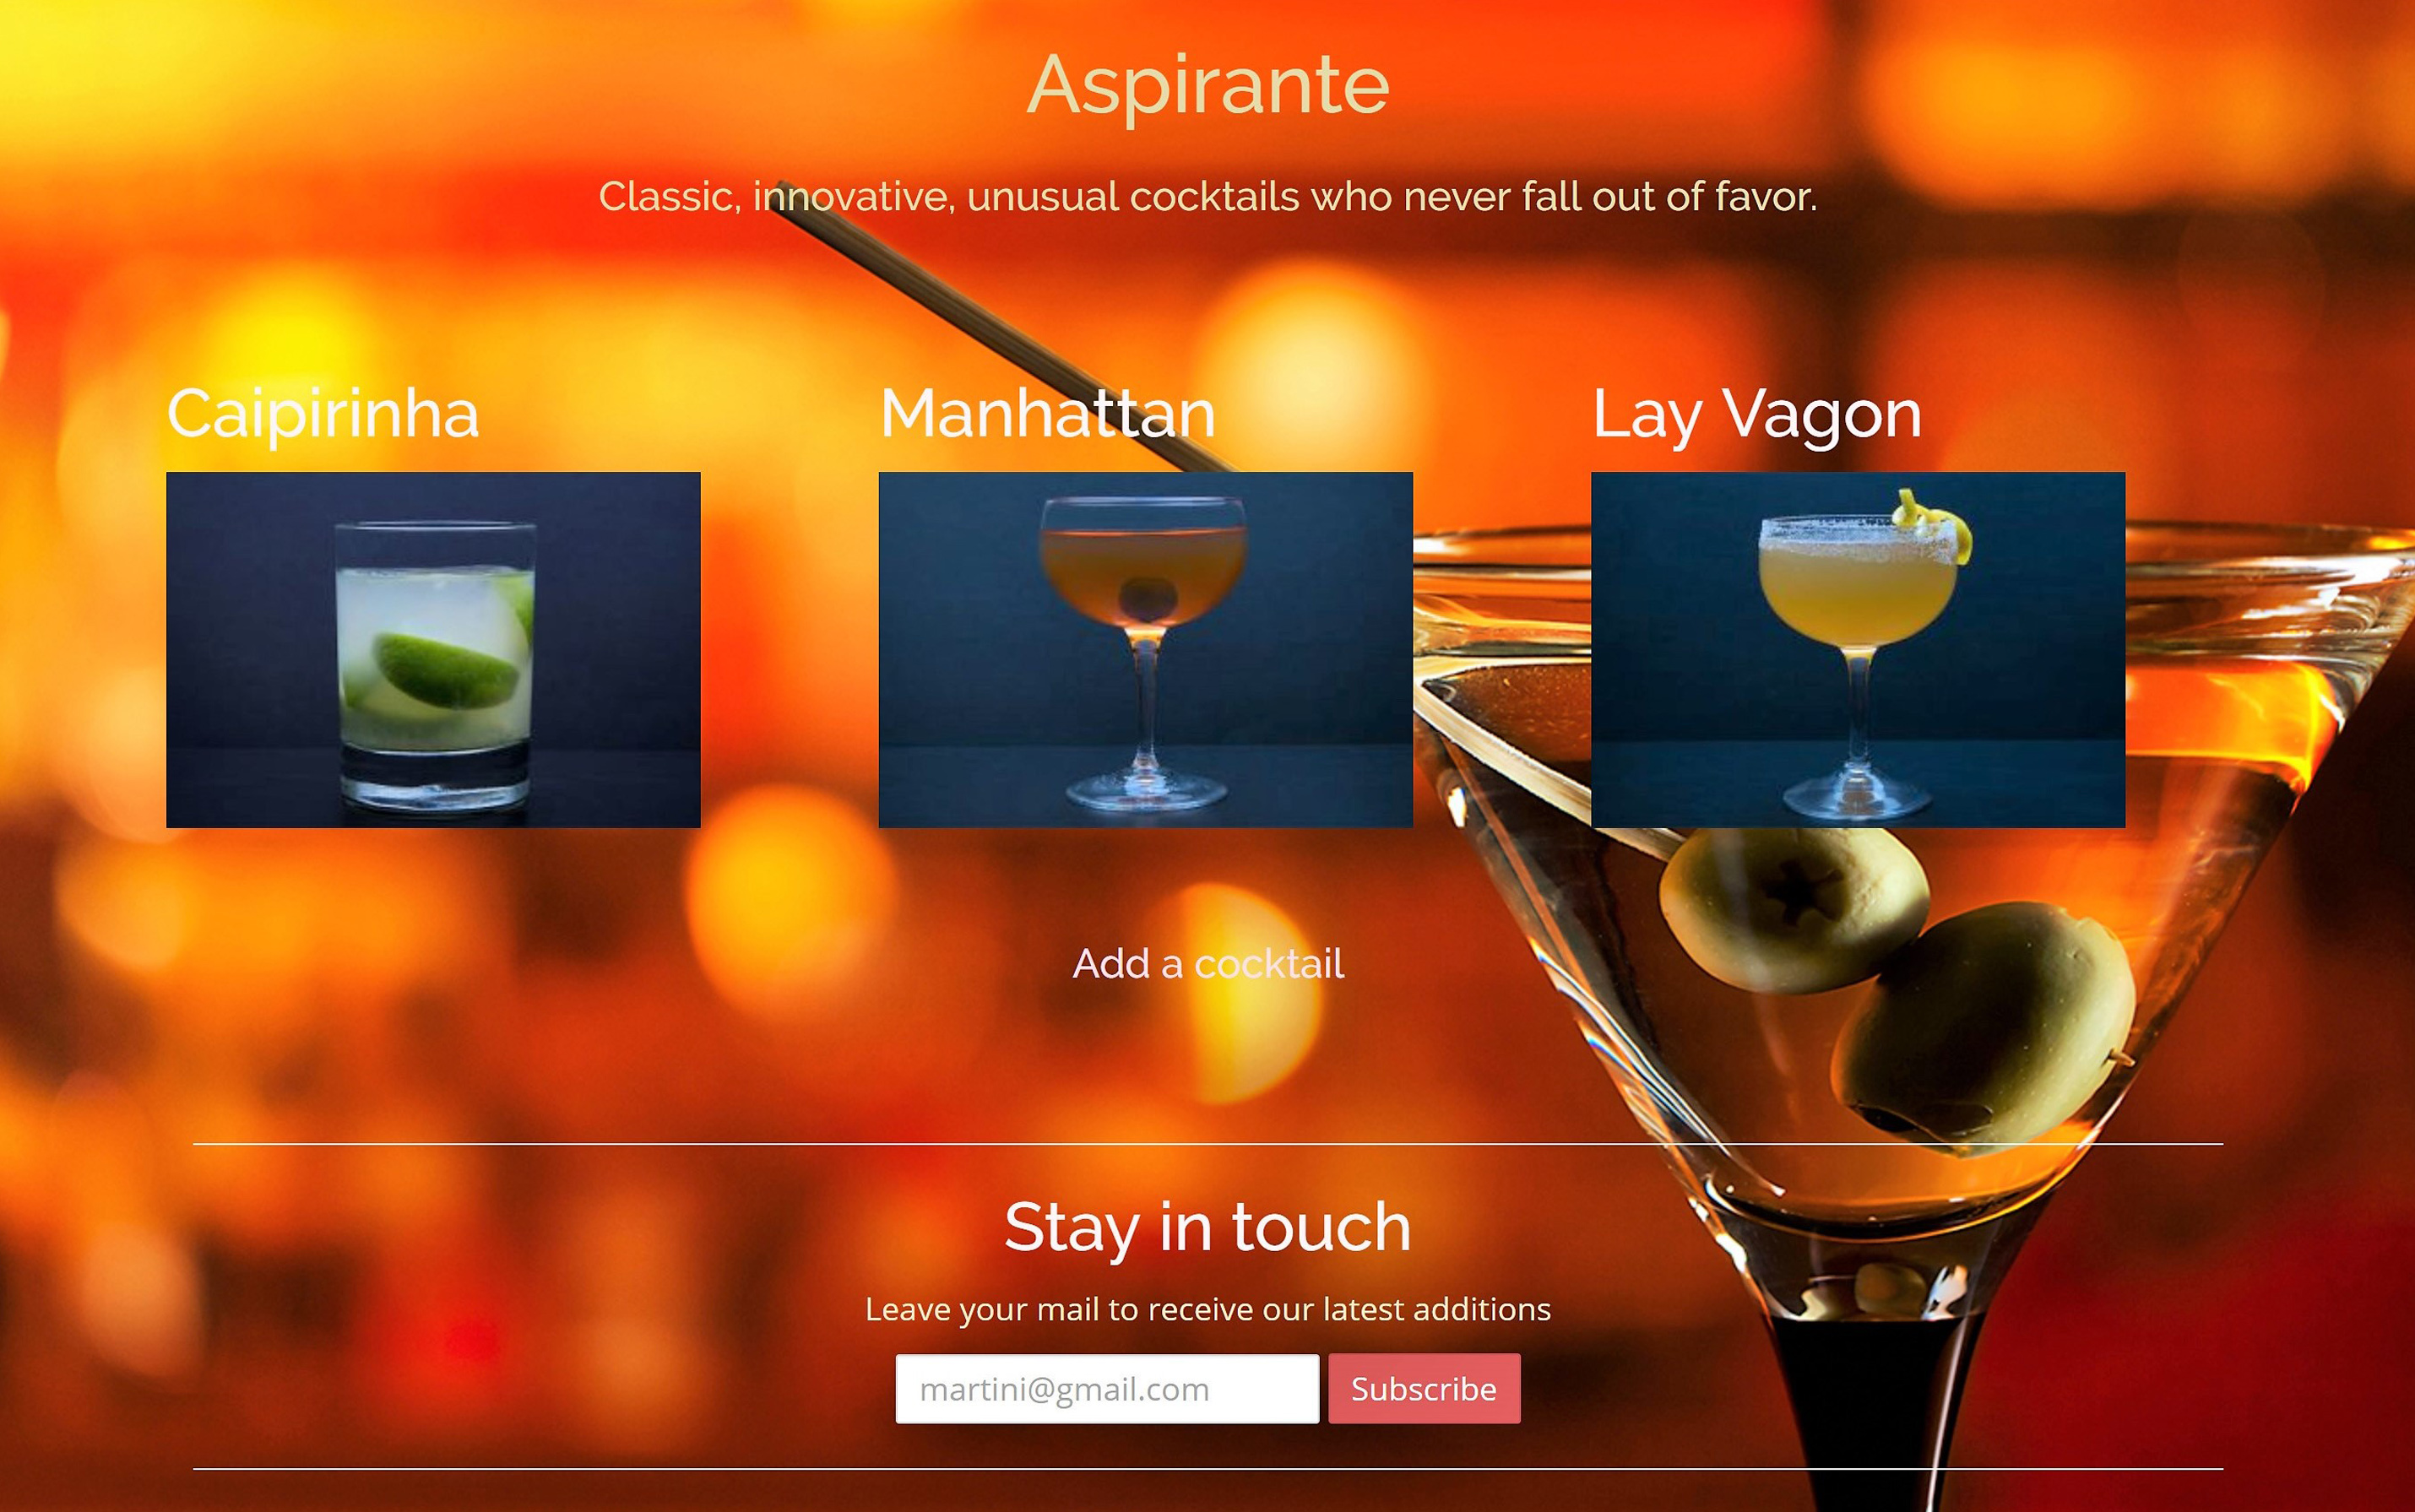 Aspirante
Classic, innovative, unusual cocktails who never fall out of favor.
Caipirinha
Manhattan
Lay Vagon
Add a cocktail
Stay in touch
Leave your mail to receive our latest additions
martini@gmail.com
Subscribe